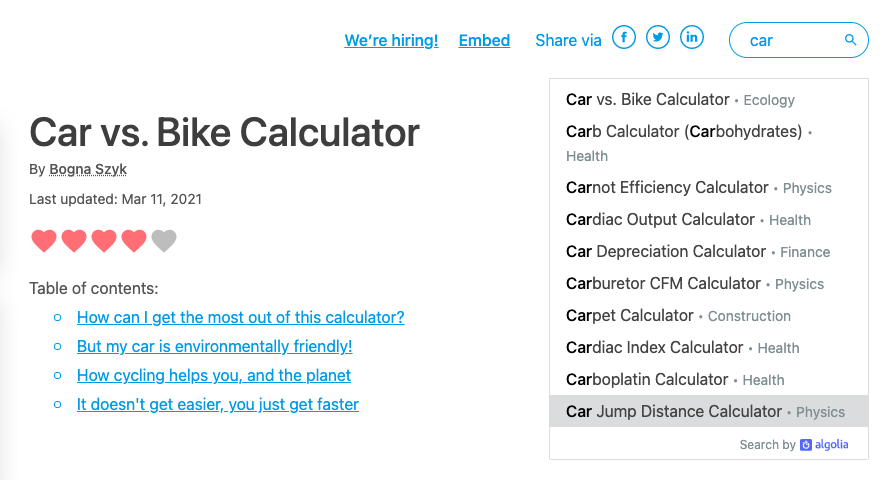 We're hiring! Embed Share via car
Car vs. Bike Calculator
By Bogna Szyk
Last updated: Mar 11, 2021
Table of contents:
How can I get the most out of this calculator?
But my car is environmentally friendly!
How cycling helps you, and the planet
It doesn't get easier, you just get faster
Car vs. Bike Calculator • Ecology
Carb Calculator (Carbohydrates) •
Health
Carnot Efficiency Calculator • Physics
Cardiac Output Calculator • Health
Car Depreciation Calculator • Finance
Carburetor CFM Calculator • Physics
Carpet Calculator • Construction
Cardiac Index Calculator • Health
Carboplatin Calculator • Health
Car Jump Distance Calculator • Physics
Search by algolia